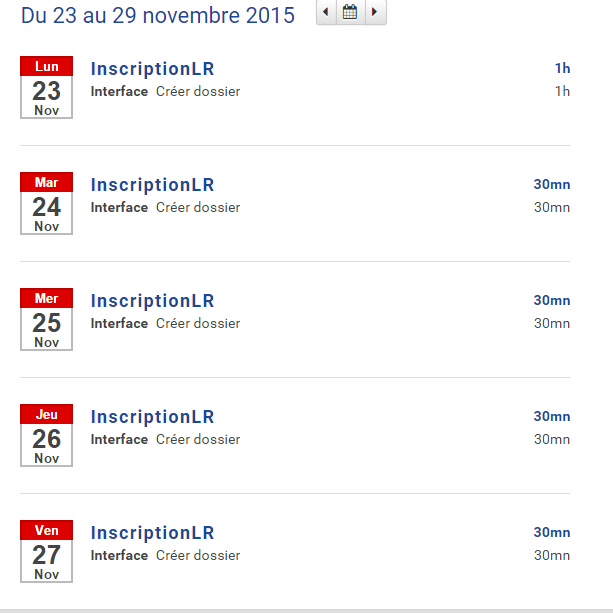 Du 23 au 29 novembre 2015
Lun
23
Nov
InscriptionLR 1h
Interface Créer dossier 1h
Mar
24
Nov
InscriptionLR 30mn
Interface Créer dossier 30mn
Mer
25
Nov
InscriptionLR 30mn
Interface Créer dossier 30mn
Jeu
26
Nov
InscriptionLR 30mn
Interface Créer dossier 30mn
Ven
27
Nov
InscriptionLR 30mn
Interface Créer dossier 30mn